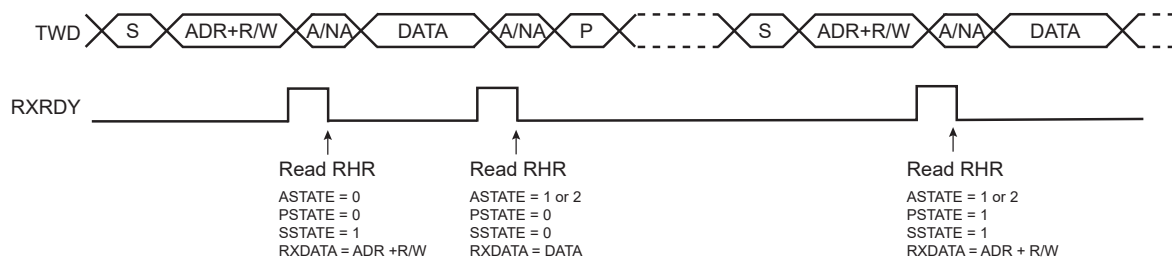 TWD S ADR+R/W A/NA DATA A/NA P S ADR+R/W A/NA DATA
RXRDY
Read RHR
ASTATE = 0
PSTATE = 0
SSTATE = 1
RXDATA = ADR +R/W
Read RHR
ASTATE = 1 or 2
PSTATE = 0
SSTATE = 0
RXDATA = DATA
Read RHR
ASTATE = 1 or 2
PSTATE = 1
SSTATE = 1
RXDATA = ADR + R/W